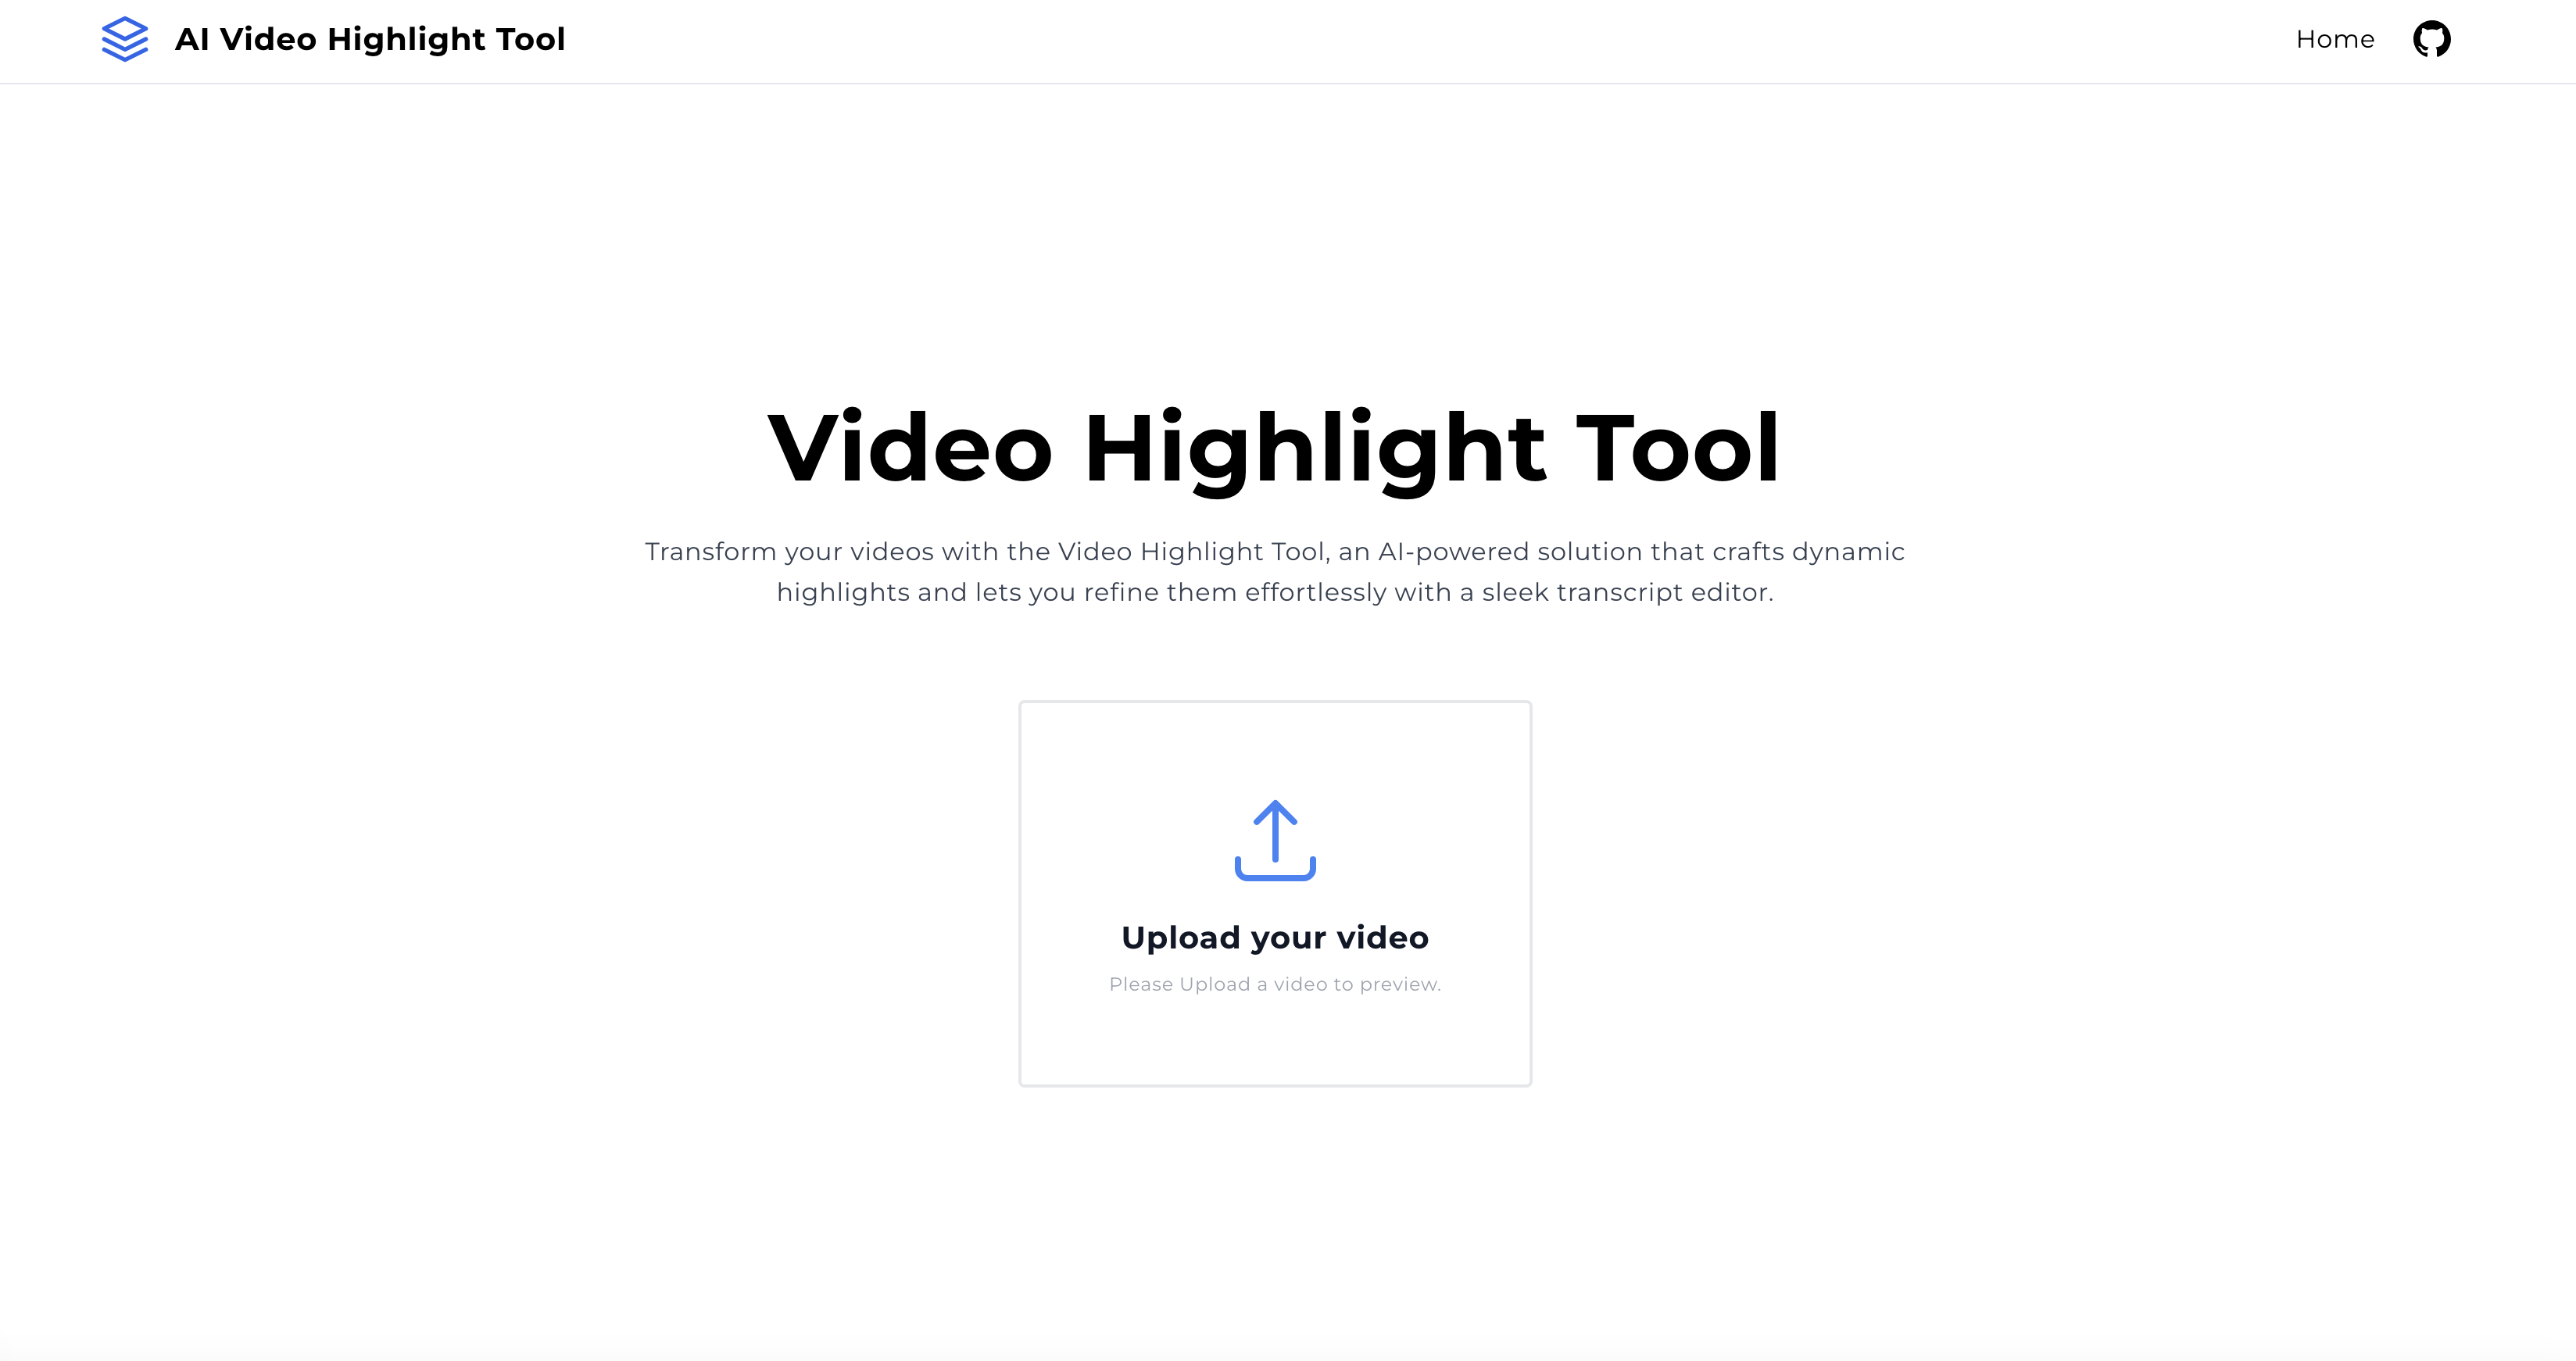 AI Video Highlight Tool
Home
Video Highlight Tool
Transform your videos with the Video Highlight Tool, an AI-powered solution that crafts dynamic
highlights and lets you refine them effortlessly with a sleek transcript editor.
Upload your video
Please Upload a video to preview.